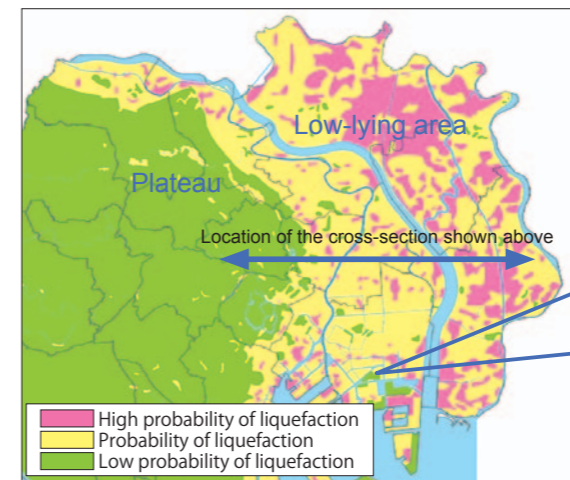 Low-lying area
Plateau
Location of the cross-section shown above
High probability of liquefaction
Probability of liquefaction
Low probability of liquefaction